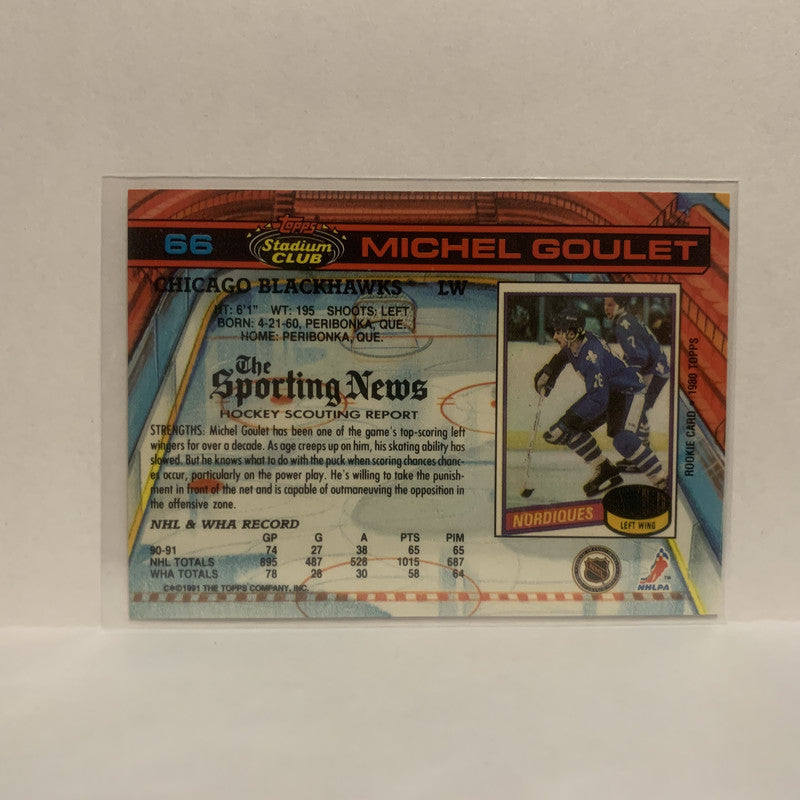 66
Topps
Stadium
CLUB
MICHEL GOULET
CHICAGO BLACKHAWKS™ LW
HT: 6'1" WT: 195 SHOOTS: LEFT
BORN: 4-21-60, PERIBONKA, QUE.
HOME: PERIBONKA, QUE.
The
Sporting News
HOCKEY SCOUTING REPORT
STRENGTHS: Michel Goulet has been one of the game's top-scoring left
wingers for over a decade. As age creeps up on him, his skating ability has
slowed. But he knows what to do with the puck when scoring chances chanc-
es occur, particularly on the power play. He's willing to take the punish-
ment in front of the net and is capable of outmaneuving the opposition in
the offensive zone.
NHL & WHA RECORD
GP G A PTS PIM
90-91 74 27 38 65 65
NHL TOTALS 895 487 528 1015 687
WHA TOTALS 78 28 30 58 64
©®1991 THE TOPPS COMPANY, INC.
26
7
NORDIQUES
LEFT WING
ROOKIE CARD - 1980 TOPPS
NHL
NHLPA™